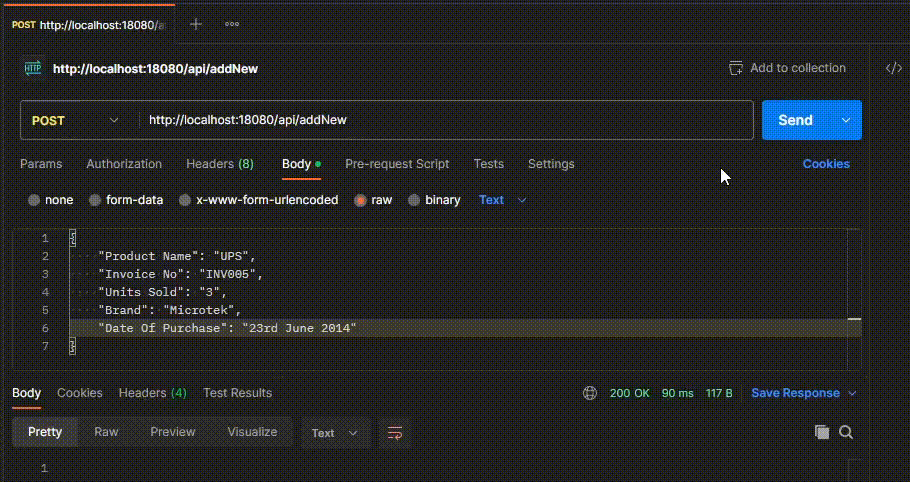 POST http://localhost:18080/a
HTTP http://localhost:18080/api/addNew
Add to collection
POST http://localhost:18080/api/addNew Send
Params Authorization Headers (8) Body Pre-request Script Tests Settings Cookies
none form-data x-www-form-urlencoded raw binary Text
1 {
2 "Product Name": "UPS",
3 "Invoice No": "INV005",
4 "Units Sold": "3",
5 "Brand": "Microtek",
6 "Date Of Purchase": "23rd June 2014"
7 }
Body Cookies Headers (4) Test Results 200 OK 90 ms 117 B Save Response
Pretty Raw Preview Visualize Text
1